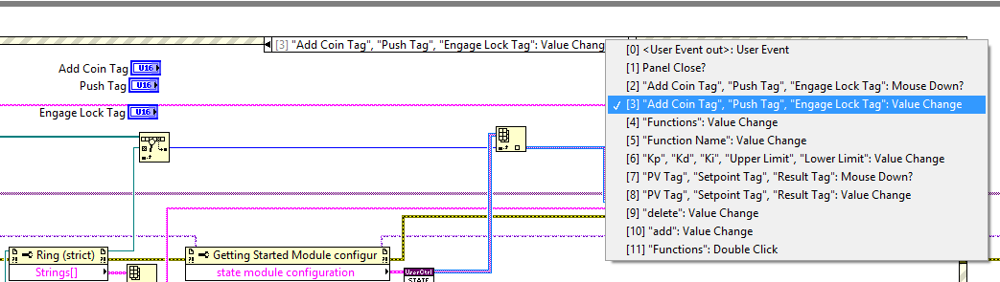 [3] "Add Coin Tag", "Push Tag", "Engage Lock Tag": Value Chang
[0] <User Event out>: User Event
[1] Panel Close?
[2] "Add Coin Tag", "Push Tag", "Engage Lock Tag": Mouse Down?
✓ [3] "Add Coin Tag", "Push Tag", "Engage Lock Tag": Value Change
[4] "Functions": Value Change
[5] "Function Name": Value Change
[6] "Kp", "Kd", "Ki", "Upper Limit", "Lower Limit": Value Change
[7] "PV Tag", "Setpoint Tag", "Result Tag": Mouse Down?
[8] "PV Tag", "Setpoint Tag", "Result Tag": Value Change
[9] "delete": Value Change
[10] "add": Value Change
[11] "Functions": Double Click
Add Coin Tag U16
Push Tag U16
Engage Lock Tag U16
Ring (strict)
Strings[]
Getting Started Module configur
state module configuration
UserCtrl
STATE